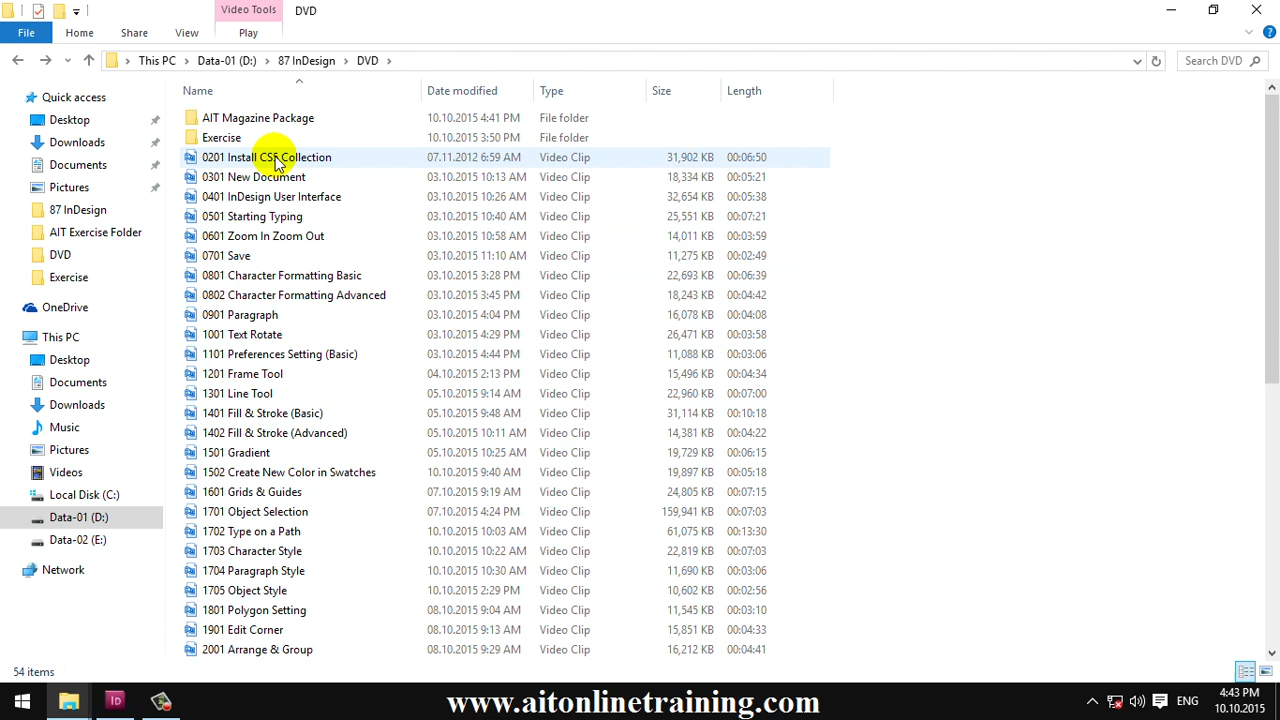 Video Tools
DVD
File
Home
Share
View
Play
This PC
Data-01 (D:)
87 InDesign
DVD
Search DVD
Name
Date modified
Type
Size
Length
Quick access
Desktop
Downloads
Documents
Pictures
87 InDesign
AIT Exercise Folder
DVD
Exercise
OneDrive
This PC
Desktop
Documents
Downloads
Music
Pictures
Videos
Local Disk (C:)
Data-01 (D:)
Data-02 (E:)
Network
AIT Magazine Package 10.10.2015 4:41 PM File folder
Exercise 10.10.2015 3:50 PM File folder
0201 Install CS5 Collection 07.11.2012 6:59 AM Video Clip 31,902 KB 00:06:50
0301 New Document 03.10.2015 10:13 AM Video Clip 18,334 KB 00:05:21
0401 InDesign User Interface 03.10.2015 10:26 AM Video Clip 32,654 KB 00:05:38
0501 Starting Typing 03.10.2015 10:40 AM Video Clip 25,551 KB 00:07:21
0601 Zoom In Zoom Out 03.10.2015 10:58 AM Video Clip 14,011 KB 00:03:59
0701 Save 03.10.2015 11:10 AM Video Clip 11,275 KB 00:02:49
0801 Character Formatting Basic 03.10.2015 3:28 PM Video Clip 22,693 KB 00:06:39
0802 Character Formatting Advanced 03.10.2015 3:45 PM Video Clip 18,243 KB 00:04:42
0901 Paragraph 03.10.2015 4:04 PM Video Clip 16,078 KB 00:04:08
1001 Text Rotate 03.10.2015 4:29 PM Video Clip 26,471 KB 00:03:58
1101 Preferences Setting (Basic) 03.10.2015 4:44 PM Video Clip 11,088 KB 00:03:06
1201 Frame Tool 04.10.2015 2:13 PM Video Clip 15,496 KB 00:04:34
1301 Line Tool 05.10.2015 9:14 AM Video Clip 22,960 KB 00:07:00
1401 Fill & Stroke (Basic) 05.10.2015 9:48 AM Video Clip 31,114 KB 00:10:18
1402 Fill & Stroke (Advanced) 05.10.2015 10:11 AM Video Clip 14,381 KB 00:04:22
1501 Gradient 05.10.2015 10:25 AM Video Clip 19,729 KB 00:06:15
1502 Create New Color in Swatches 10.10.2015 9:40 AM Video Clip 19,897 KB 00:05:18
1601 Grids & Guides 07.10.2015 9:19 AM Video Clip 24,805 KB 00:07:15
1701 Object Selection 07.10.2015 4:24 PM Video Clip 159,941 KB 00:07:03
1702 Type on a Path 10.10.2015 10:03 AM Video Clip 61,075 KB 00:13:30
1703 Character Style 10.10.2015 10:22 AM Video Clip 22,819 KB 00:07:03
1704 Paragraph Style 10.10.2015 10:30 AM Video Clip 11,690 KB 00:03:06
1705 Object Style 10.10.2015 2:29 PM Video Clip 10,602 KB 00:02:56
1801 Polygon Setting 08.10.2015 9:04 AM Video Clip 11,545 KB 00:03:10
1901 Edit Corner 08.10.2015 9:13 AM Video Clip 15,851 KB 00:04:33
2001 Arrange & Group 08.10.2015 9:29 AM Video Clip 16,212 KB 00:04:41
54 items
Id
www.aitonlinetraining.com
ENG
4:43 PM
10.10.2015